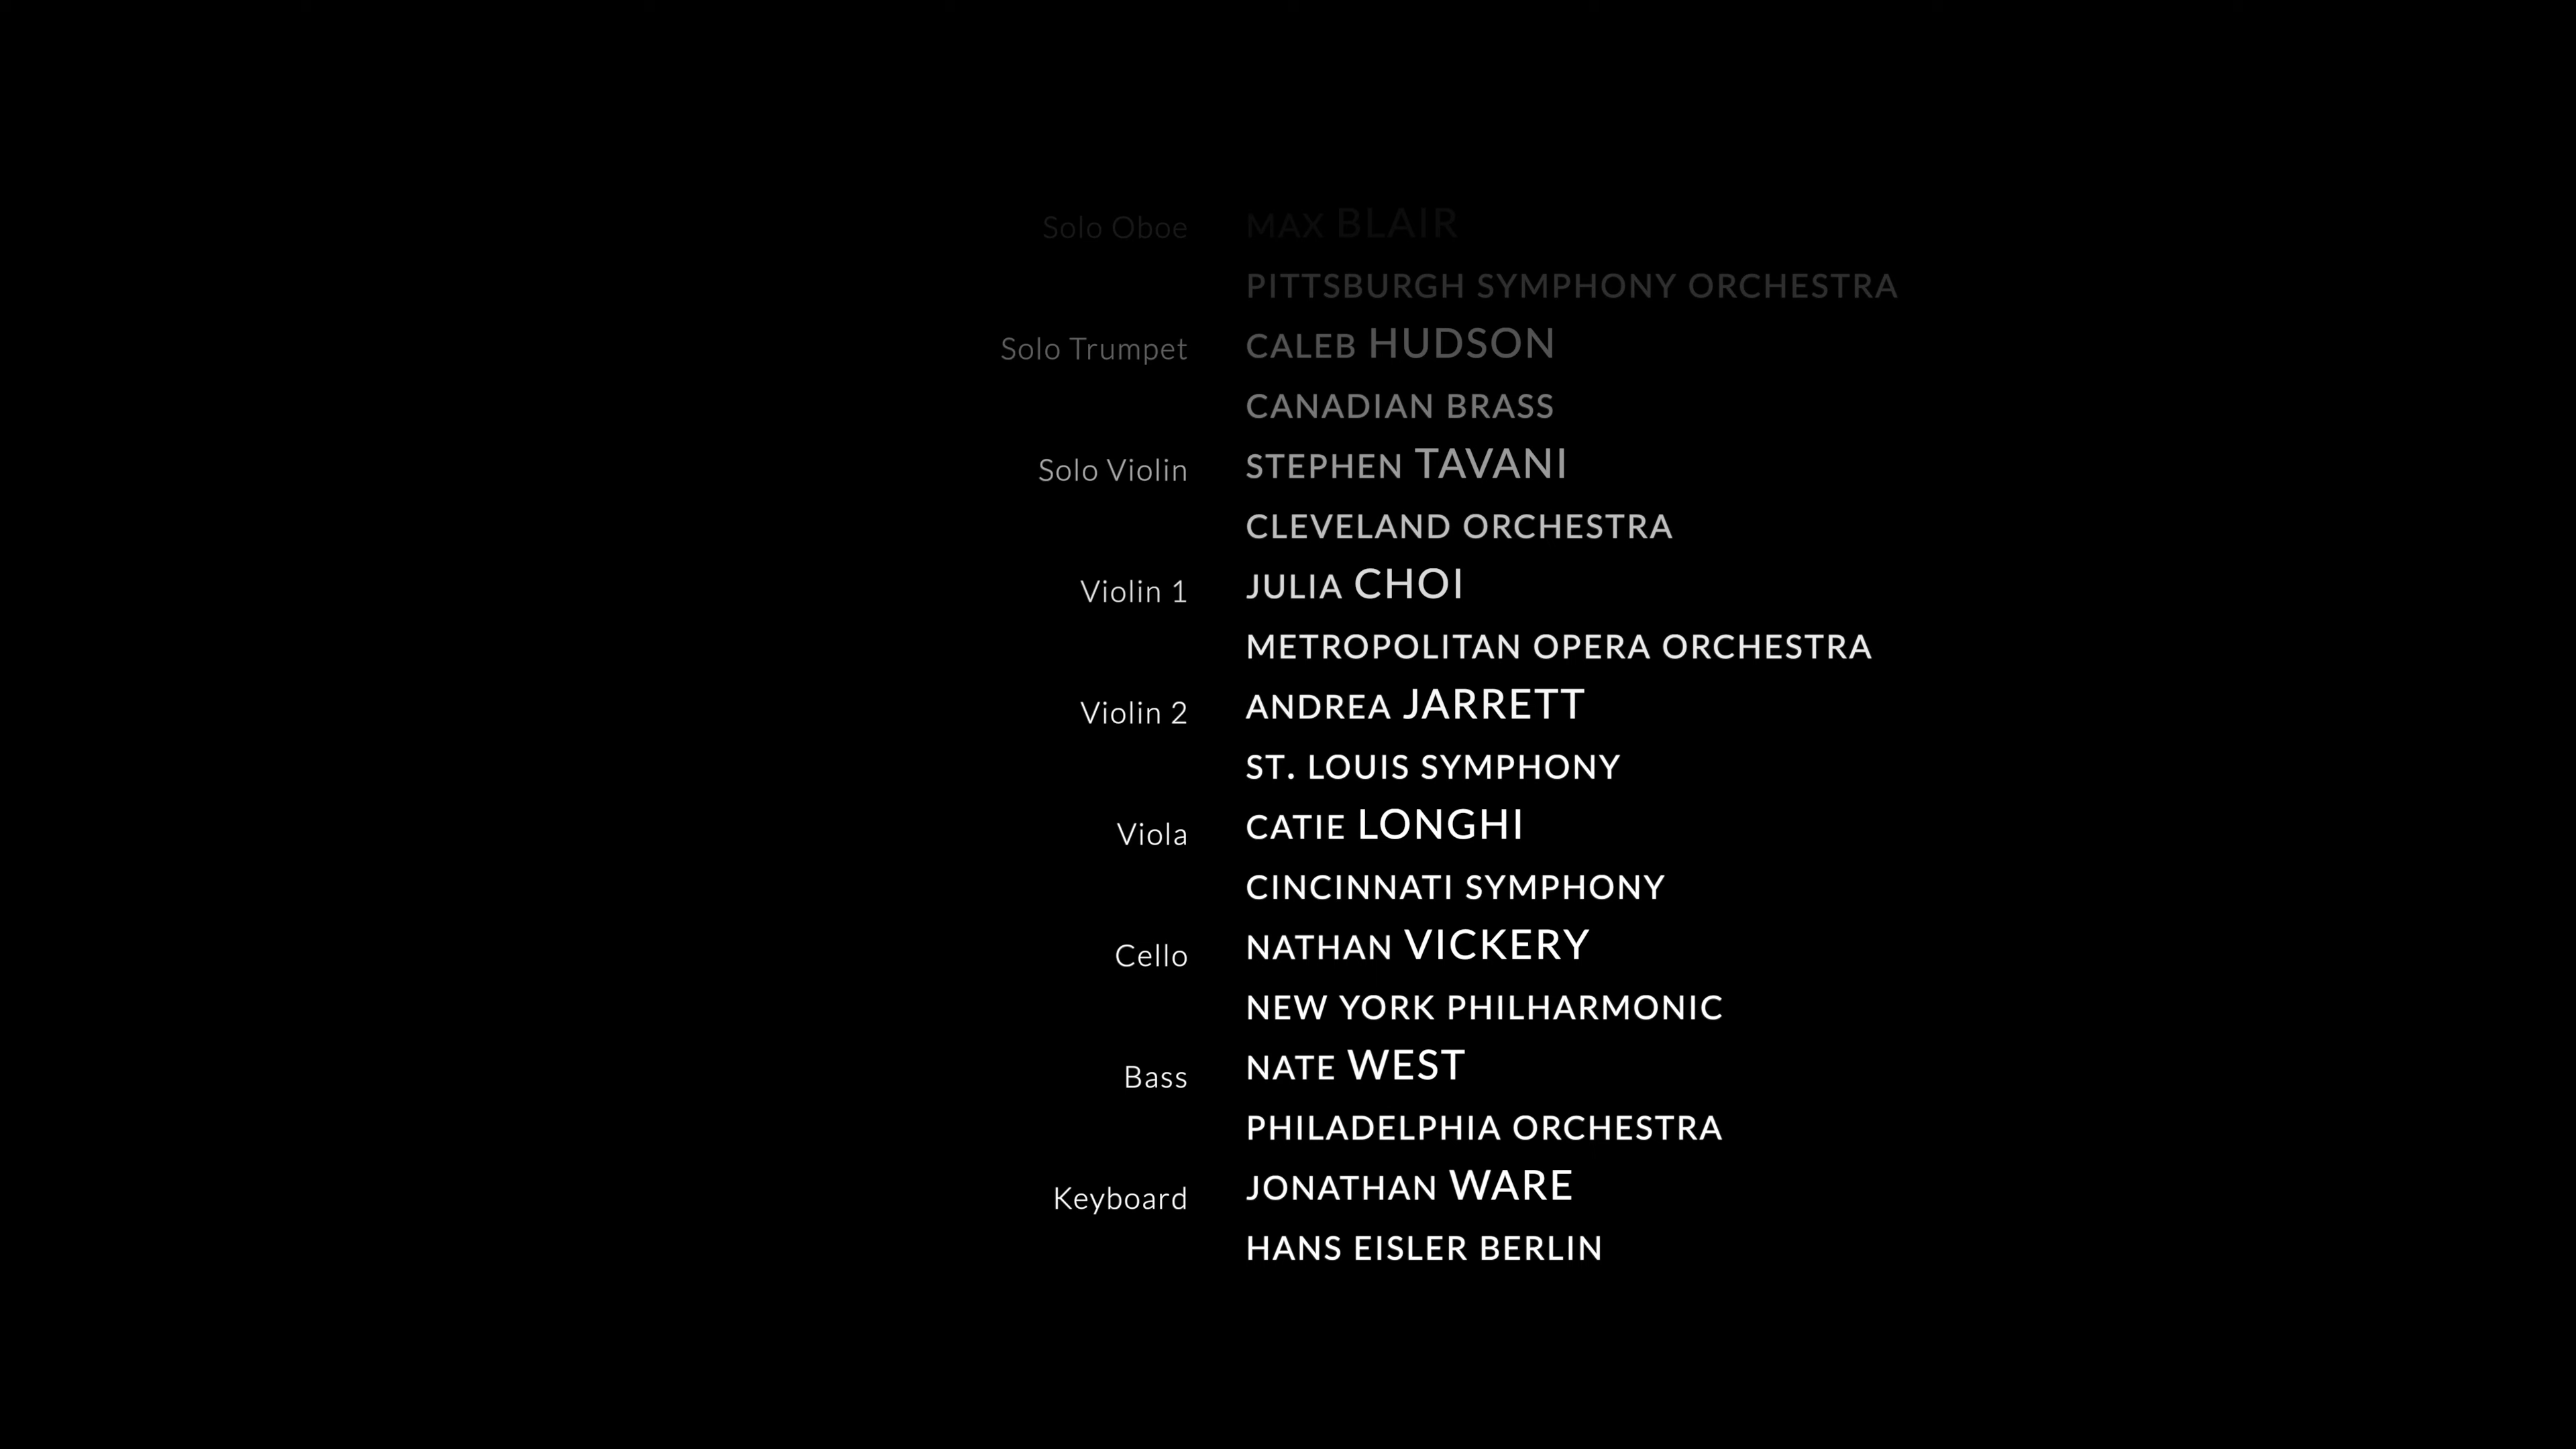 Solo Oboe MAX BLAIR
PITTSBURGH SYMPHONY ORCHESTRA
Solo Trumpet CALEB HUDSON
CANADIAN BRASS
Solo Violin STEPHEN TAVANI
CLEVELAND ORCHESTRA
Violin 1 JULIA CHOI
METROPOLITAN OPERA ORCHESTRA
Violin 2 ANDREA JARRETT
ST. LOUIS SYMPHONY
Viola CATIE LONGHI
CINCINNATI SYMPHONY
Cello NATHAN VICKERY
NEW YORK PHILHARMONIC
Bass NATE WEST
PHILADELPHIA ORCHESTRA
Keyboard JONATHAN WARE
HANS EISLER BERLIN